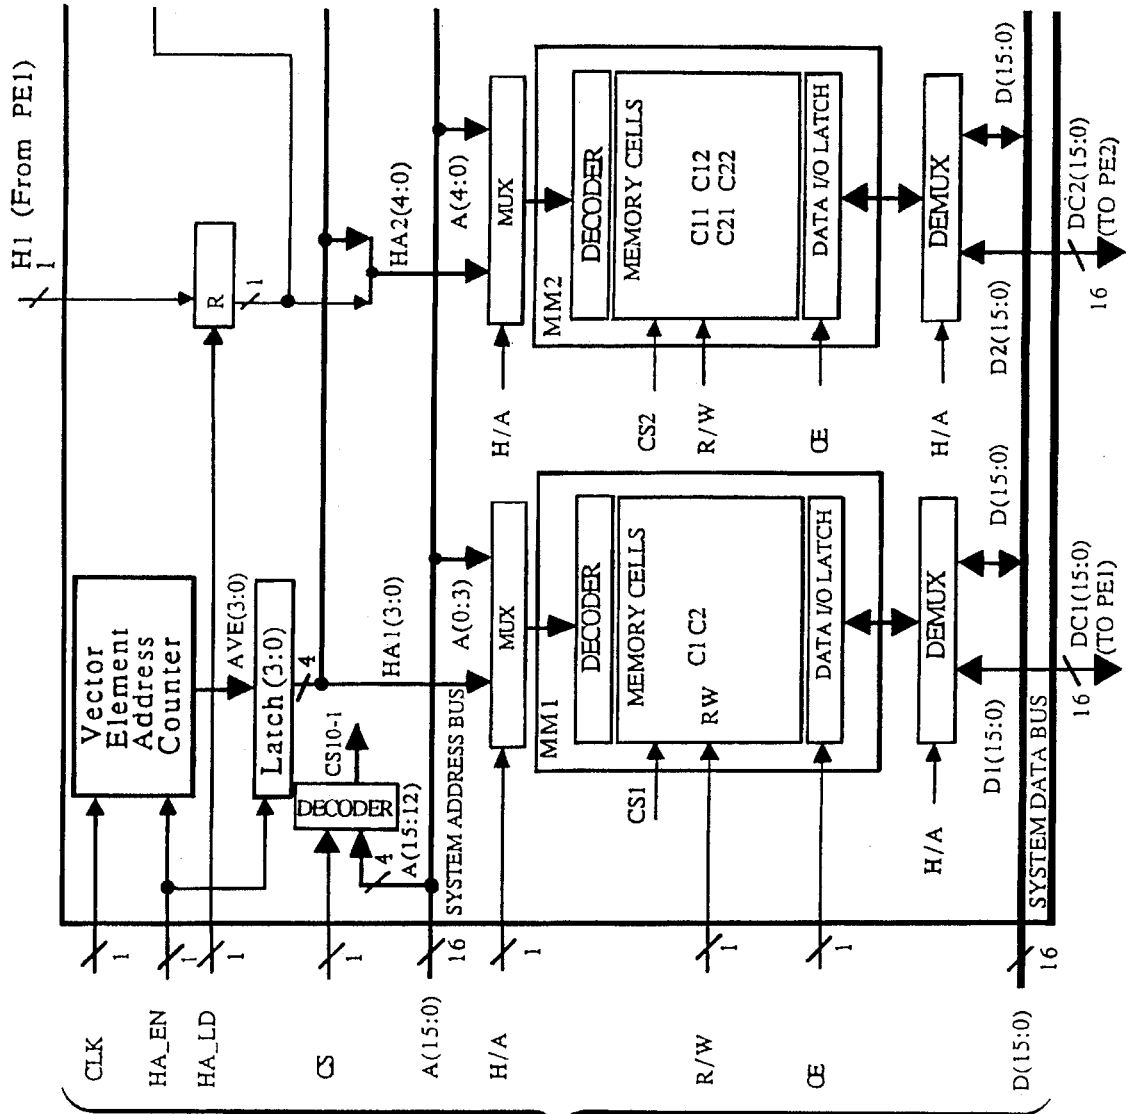 H1 (From PE1)
1
CLK
1
Vector
Element
Address
Counter
HA_EN
1
HA_LD
1
AVE(3:0)
R
1
Latch (3:0)
4
CS
1
DECODER
CS10-1
4
A(15:12)
HA1(3:0)
HA2(4:0)
A(15:0)
16
SYSTEM ADDRESS BUS
A(0:3)
A(4:0)
H/A
1
MUX
H/A
MUX
MM1
DECODER
MEMORY CELLS
C1 C2
RW
DATA I/O LATCH
CS1
MM2
DECODER
MEMORY CELLS
C11 C12
C21 C22
DATA I/O LATCH
CS2
R/W
1
R/W
OE
1
OE
H/A
DEMUX
H/A
DEMUX
D1(15:0)
D(15:0)
D2(15:0)
D(15:0)
D(15:0)
16
SYSTEM DATA BUS
16
DC1(15:0)
(TO PE1)
16
DC2(15:0)
(TO PE2)